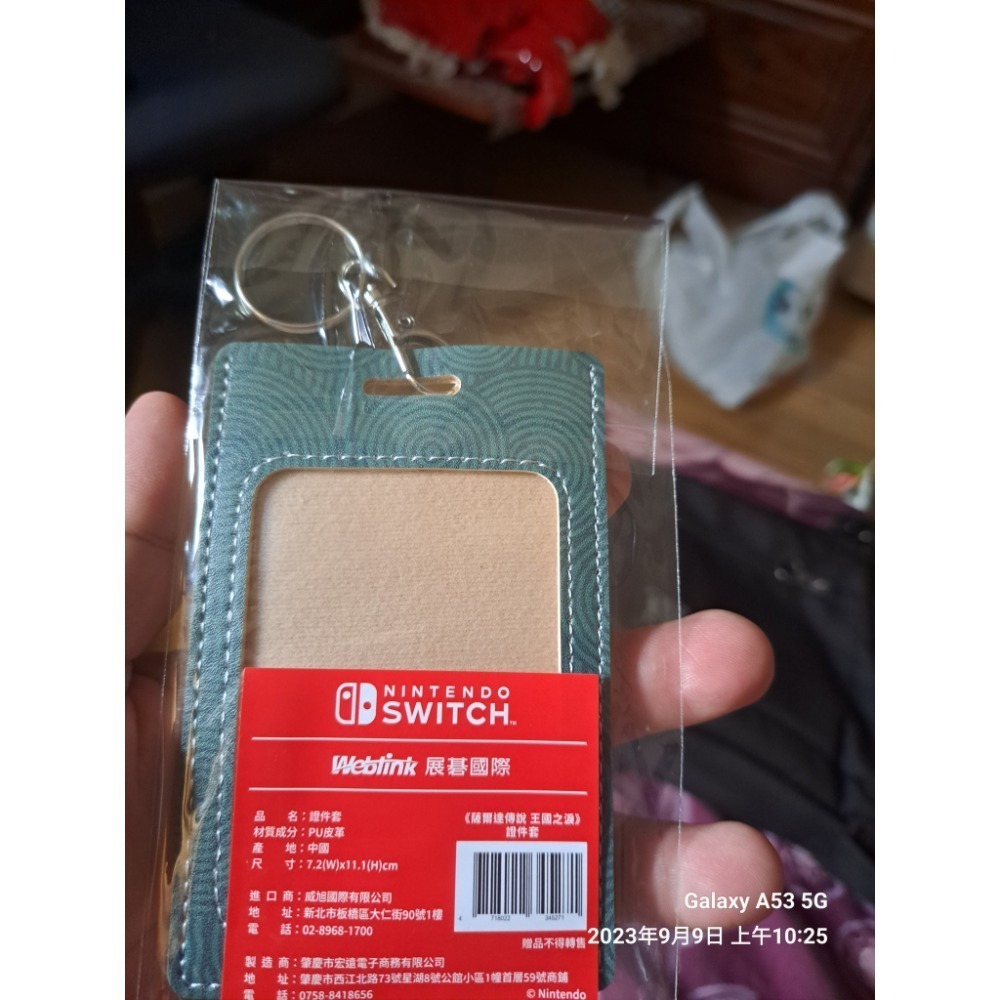 NINTENDO
SWITCH™
Weblink 展碁國際
品 名：證件套
材質成分：PU皮革
產 地：中國
尺 寸：7.2(W)x11.1(H)cm
《薩爾達傳說 王國之淚》
證件套
4 718022 345271
進 口 商：威旭國際有限公司
地 址：新北市板橋區大仁街90號1樓
電 話：02-8968-1700
贈品不得轉售
製 造 商：肇慶市宏遠電子商務有限公司
地 址：肇慶市西江北路73號星湖8號公館小區1幢首層59號商鋪
電 話：0758-8418656
© Nintendo
Galaxy A53 5G
2023年9月9日 上午10:25